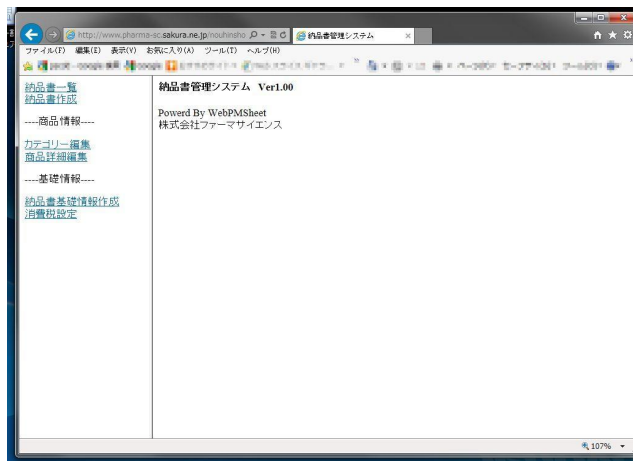 http://www.pharma-sc.sakura.ne.jp/nouhinsho
納品書管理システム
ファイル(F) 編集(E) 表示(V) お気に入り(A) ツール(T) ヘルプ(H)
納品書一覧
納品書作成
----商品情報----
カテゴリー編集
商品詳細編集
----基礎情報----
納品書基礎情報作成
消費税設定
納品書管理システム Ver1.00
Powerd By WebPMSheet
株式会社ファーマサイエンス
107%